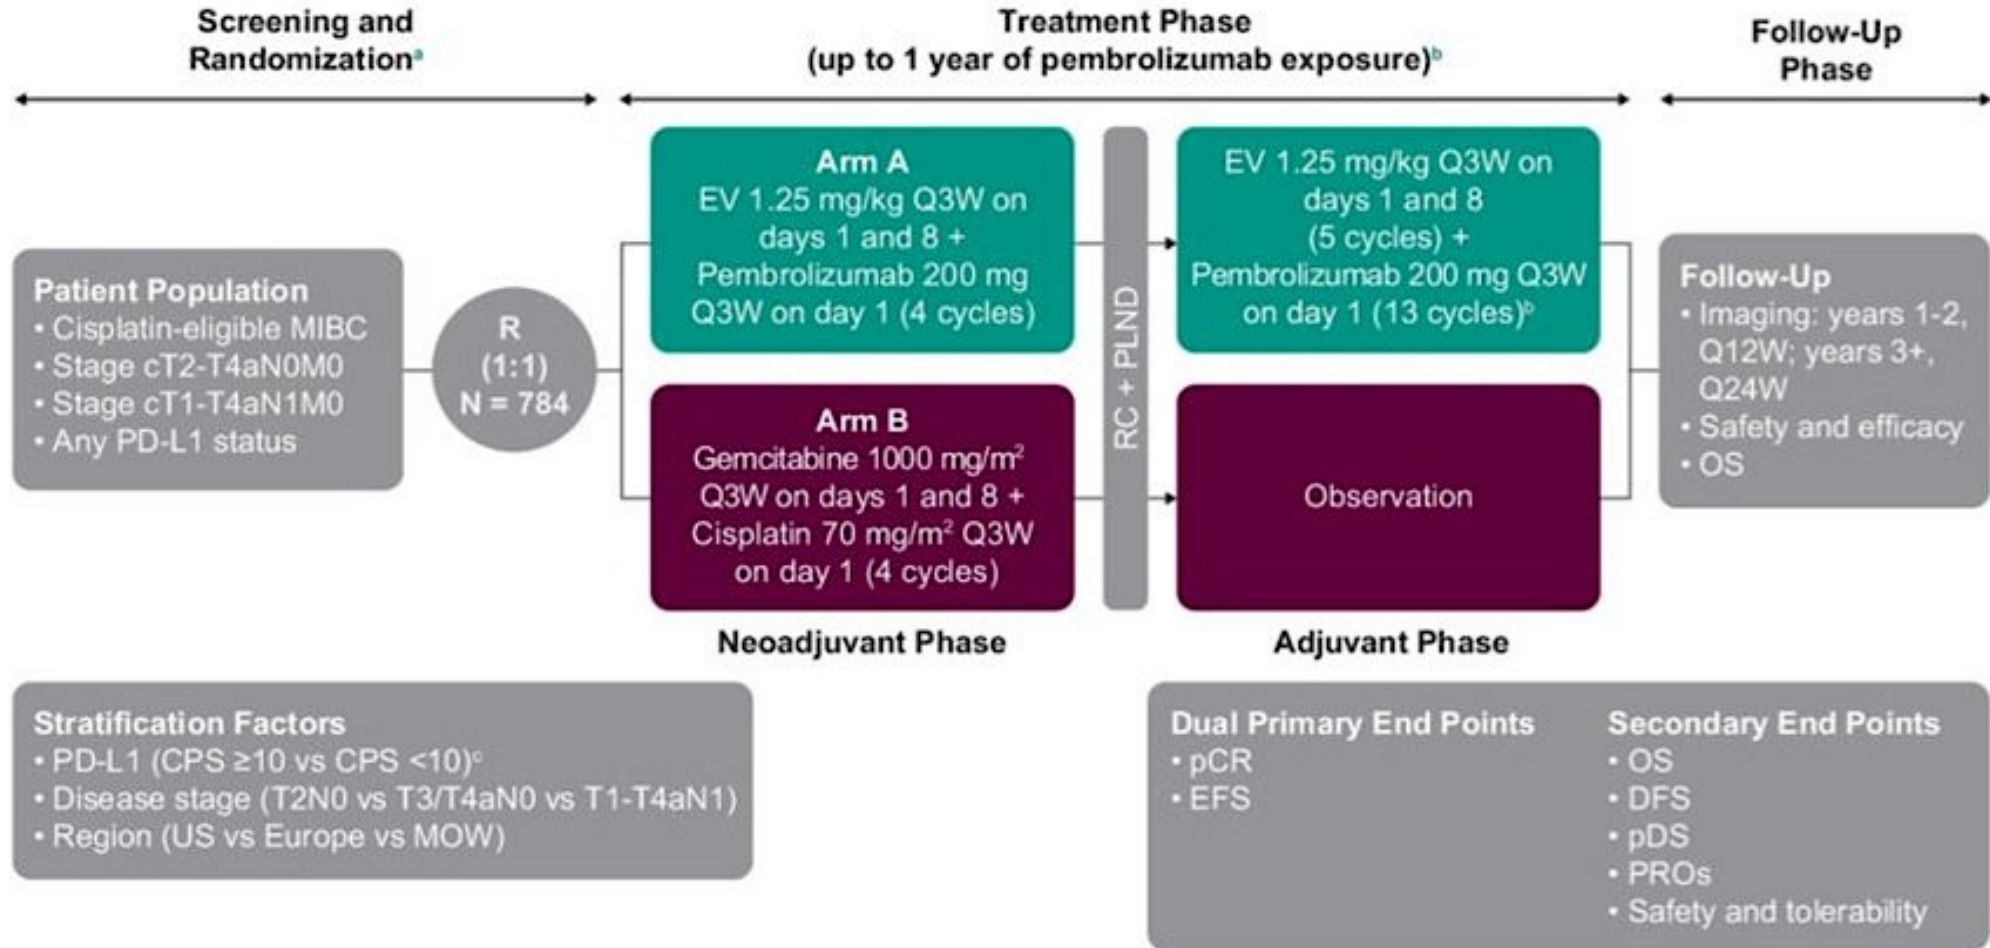 Screening and
Randomizationᵃ
Treatment Phase
(up to 1 year of pembrolizumab exposure)ᵇ
Follow-Up
Phase
Patient Population
• Cisplatin-eligible MIBC
• Stage cT2-T4aN0M0
• Stage cT1-T4aN1M0
• Any PD-L1 status
R
(1:1)
N = 784
Arm A
EV 1.25 mg/kg Q3W on
days 1 and 8 +
Pembrolizumab 200 mg
Q3W on day 1 (4 cycles)
Arm B
Gemcitabine 1000 mg/m²
Q3W on days 1 and 8 +
Cisplatin 70 mg/m² Q3W
on day 1 (4 cycles)
Neoadjuvant Phase
RC + PLND
EV 1.25 mg/kg Q3W on
days 1 and 8
(5 cycles) +
Pembrolizumab 200 mg Q3W
on day 1 (13 cycles)ᵇ
Observation
Adjuvant Phase
Follow-Up
• Imaging: years 1-2,
Q12W; years 3+,
Q24W
• Safety and efficacy
• OS
Stratification Factors
• PD-L1 (CPS ≥10 vs CPS <10)ᶜ
• Disease stage (T2N0 vs T3/T4aN0 vs T1-T4aN1)
• Region (US vs Europe vs MOW)
Dual Primary End Points
• pCR
• EFS
Secondary End Points
• OS
• DFS
• pDS
• PROs
• Safety and tolerability